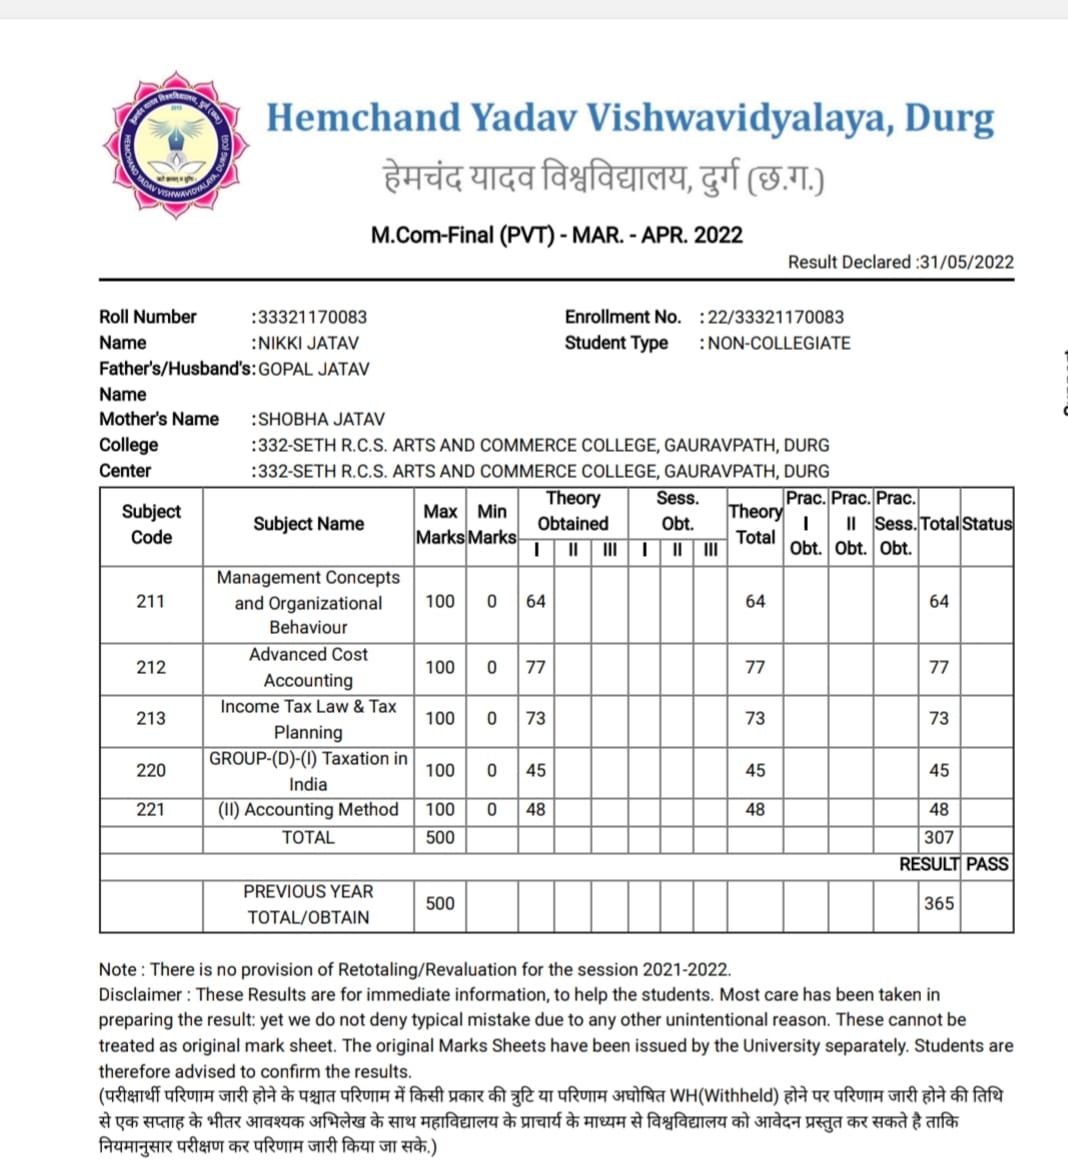 Hemchand Yadav Vishwavidyalaya, Durg
हेमचंद यादव विश्वविद्यालय, दुर्ग (छ.ग.)
M.Com-Final (PVT) - MAR. - APR. 2022
Result Declared :31/05/2022
Roll Number :33321170083 Enrollment No. :22/33321170083
Name :NIKKI JATAV Student Type :NON-COLLEGIATE
Father's/Husband's:GOPAL JATAV
Name
Mother's Name :SHOBHA JATAV
College :332-SETH R.C.S. ARTS AND COMMERCE COLLEGE, GAURAVPATH, DURG
Center :332-SETH R.C.S. ARTS AND COMMERCE COLLEGE, GAURAVPATH, DURG
Subject Code Subject Name Max Marks Min Marks Theory Obtained I II III Sess. Obt. I II III Theory Total Prac. I Obt. Prac. II Obt. Prac. Sess. Obt. Total Status
211 Management Concepts and Organizational Behaviour 100 0 64 64 64
212 Advanced Cost Accounting 100 0 77 77 77
213 Income Tax Law & Tax Planning 100 0 73 73 73
220 GROUP-(D)-(I) Taxation in India 100 0 45 45 45
221 (II) Accounting Method 100 0 48 48 48
TOTAL 500 307
RESULT PASS
PREVIOUS YEAR TOTAL/OBTAIN 500 365
Note : There is no provision of Retotaling/Revaluation for the session 2021-2022.
Disclaimer : These Results are for immediate information, to help the students. Most care has been taken in
preparing the result: yet we do not deny typical mistake due to any other unintentional reason. These cannot be
treated as original mark sheet. The original Marks Sheets have been issued by the University separately. Students are
therefore advised to confirm the results.
(परीक्षार्थी परिणाम जारी होने के पश्चात परिणाम में किसी प्रकार की त्रुटि या परिणाम अघोषित WH(Withheld) होने पर परिणाम जारी होने की तिथि
से एक सप्ताह के भीतर आवश्यक अभिलेख के साथ महाविद्यालय के प्राचार्य के माध्यम से विश्वविद्यालय को आवेदन प्रस्तुत कर सकते है ताकि
नियमानुसार परीक्षण कर परिणाम जारी किया जा सके.)